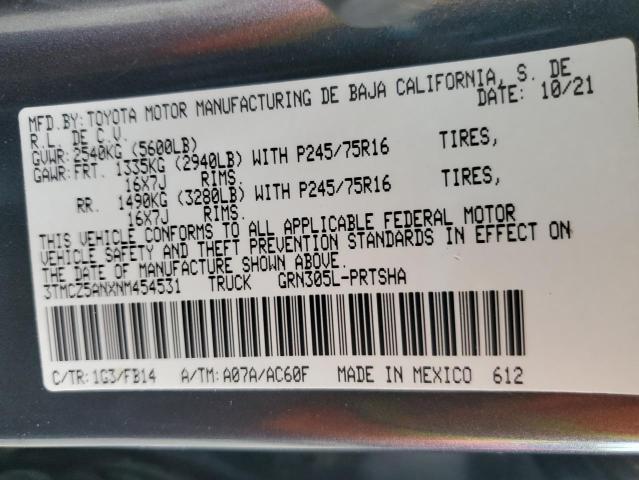 MFD.BY:TOYOTA MOTOR MANUFACTURING DE BAJA CALIFORNIA, S. DE
R.L. DE C.V. DATE: 10/21
GVWR: 2540KG (5600LB)
GAWR:FRT. 1335KG (2940LB) WITH P245/75R16 TIRES,
16X7J RIMS.
RR. 1490KG (3280LB) WITH P245/75R16 TIRES,
16X7J RIMS.
THIS VEHICLE CONFORMS TO ALL APPLICABLE FEDERAL MOTOR
VEHICLE SAFETY AND THEFT PREVENTION STANDARDS IN EFFECT ON
THE DATE OF MANUFACTURE SHOWN ABOVE.
3TMCZ5ANXNM454531 TRUCK GRN305L-PRTSHA
C/TR:1G3/FB14 A/TM:A07A/AC60F MADE IN MEXICO 612